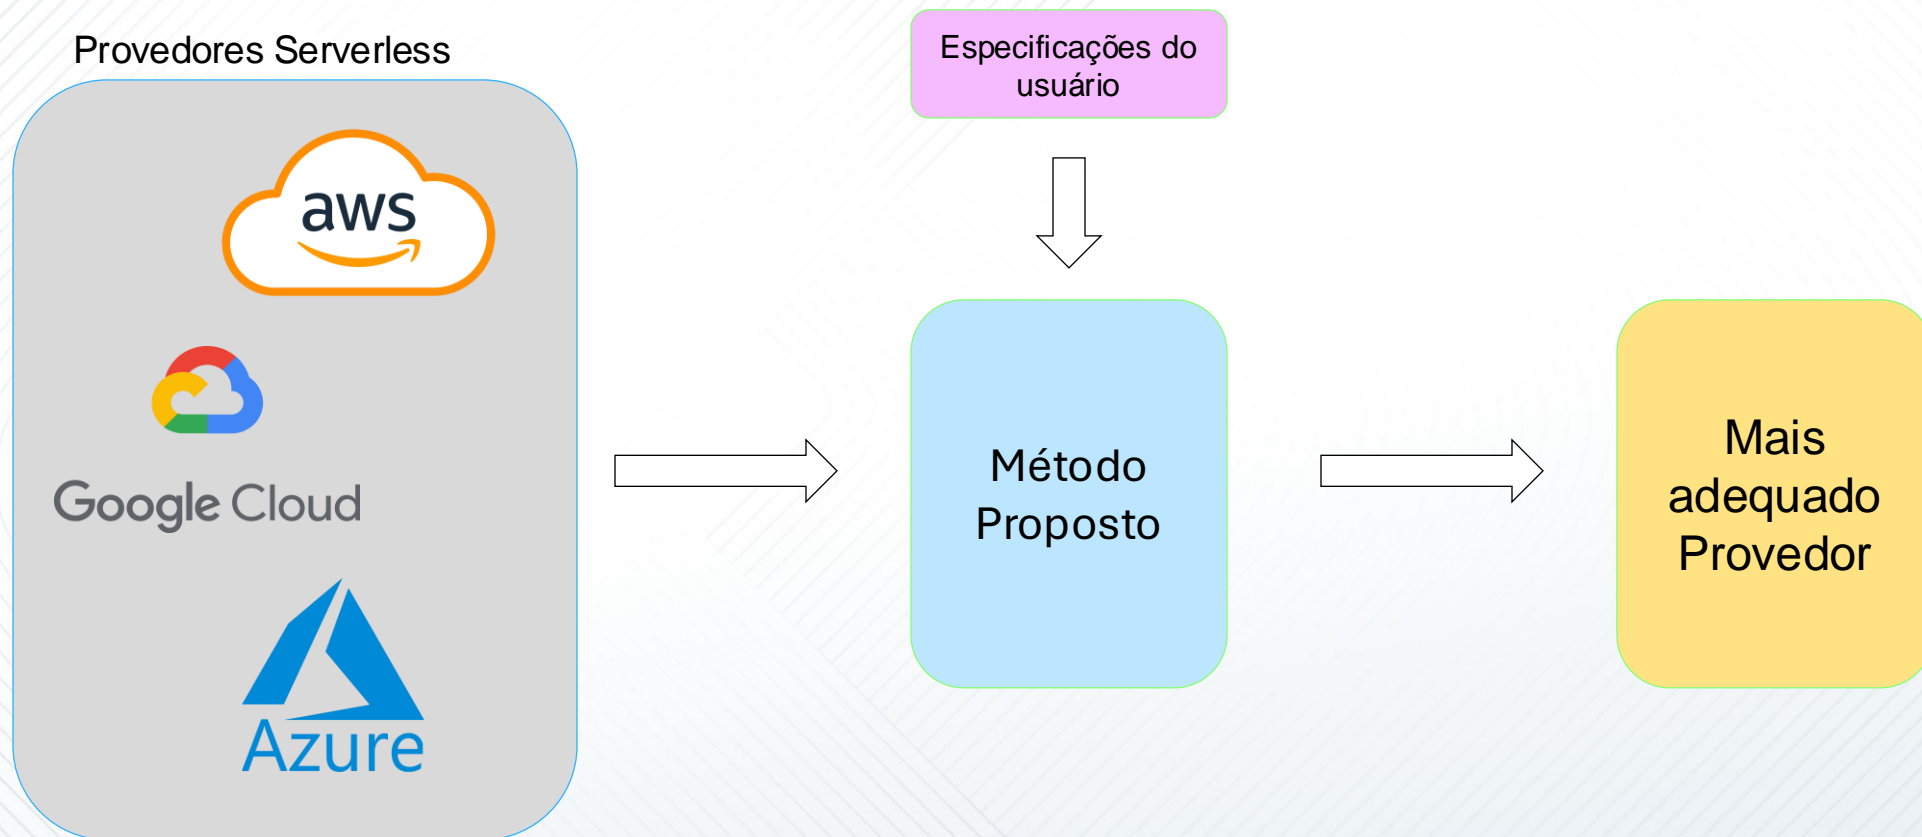 Provedores Serverless
aws
Google Cloud
Azure
Especificações do
usuário
Método
Proposto
Mais
adequado
Provedor